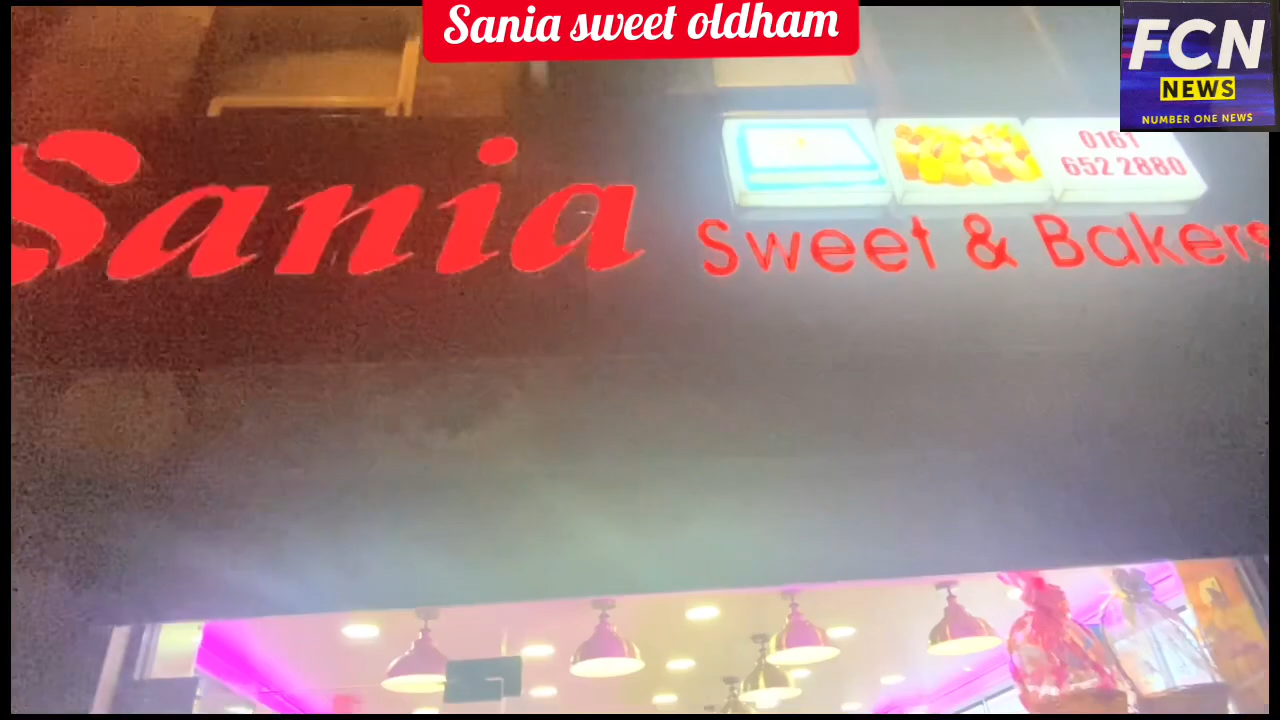 Sania sweet oldham
FCN
NEWS
NUMBER ONE NEWS
0161
652 2880
Sania
Sweet & Bakers